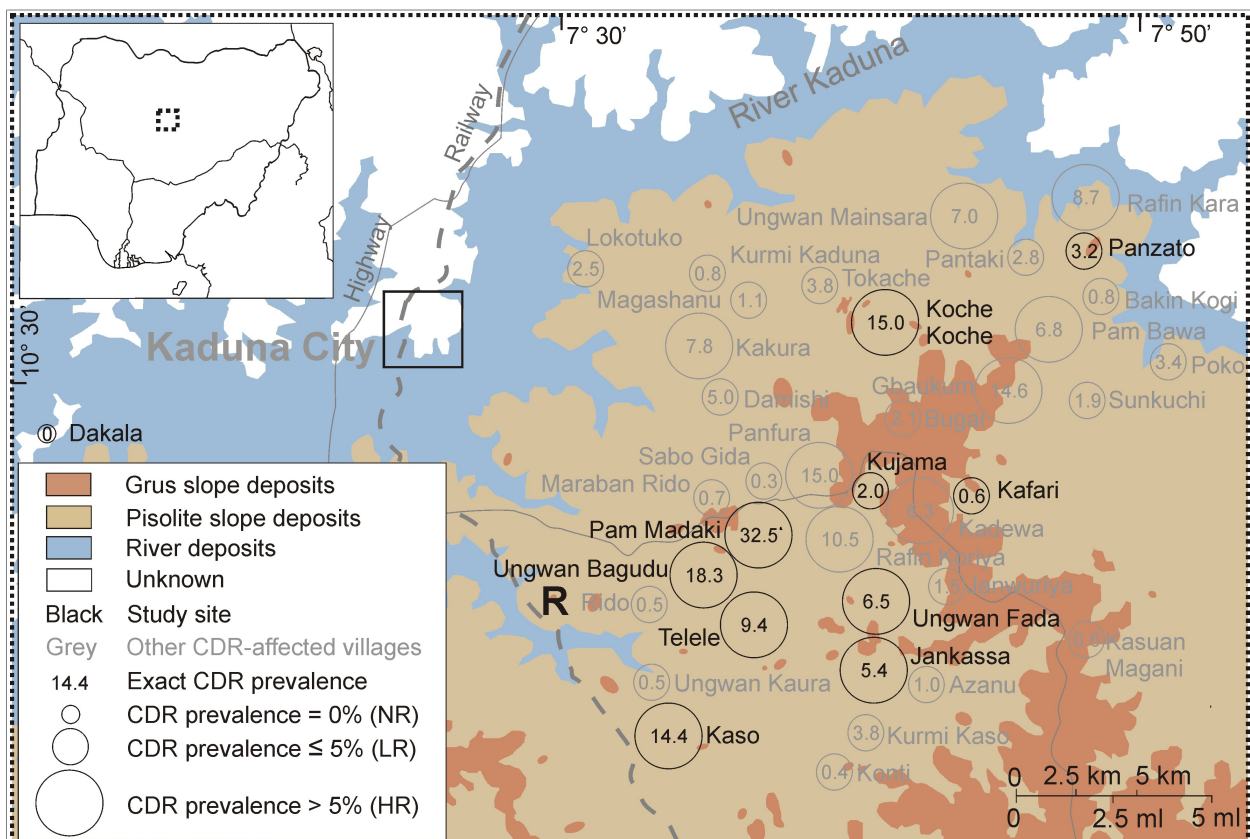 7° 30'
7° 50'
River Kaduna
Railway
Highway
8.7
Rafin Kara
Ungwan Mainsara
7.0
Lokotuko
2.5
Kurmi Kaduna
0.8
Pantaki
2.8
3.2
Panzato
Tokache
3.8
Magashanu
1.1
0.8
Bakin Kogi
10° 30'
Koche
Koche
15.0
6.8
Pam Bawa
Kaduna City
7.8
Kakura
3.4
Poko
Gbaukum
14.6
5.0
Damishi
1.9
Sunkuchi
2.1
Bugai
0
Dakala
Panfura
15.0
Sabo Gida
0.3
Kujama
2.0
Maraban Rido
0.7
0.6
Kafari
Kadewa
Pam Madaki
32.5
10.5
Rafin Koriya
Ungwan Bagudu
18.3
1.5
Janwuriya
R
Rido
0.5
6.5
Ungwan Fada
Telele
9.4
Kasuan
Magani
Jankassa
5.4
0.5
Ungwan Kaura
1.0
Azanu
14.4
Kaso
3.8
Kurmi Kaso
0.4
Konti
Grus slope deposits
Pisolite slope deposits
River deposits
Unknown
Black Study site
Grey Other CDR-affected villages
14.4 Exact CDR prevalence
CDR prevalence = 0% (NR)
CDR prevalence ≤ 5% (LR)
CDR prevalence > 5% (HR)
0 2.5 km 5 km
0 2.5 ml 5 ml